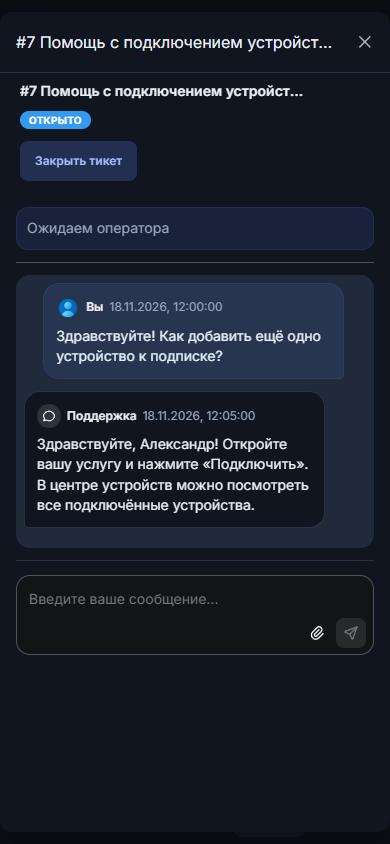 #7 Помощь с подключением устройст...
#7 Помощь с подключением устройст...
ОТКРЫТО
Закрыть тикет
Ожидаем оператора
Вы 18.11.2026, 12:00:00
Здравствуйте! Как добавить ещё одно
устройство к подписке?
Поддержка 18.11.2026, 12:05:00
Здравствуйте, Александр! Откройте
вашу услугу и нажмите «Подключить».
В центре устройств можно посмотреть
все подключённые устройства.
Введите ваше сообщение...